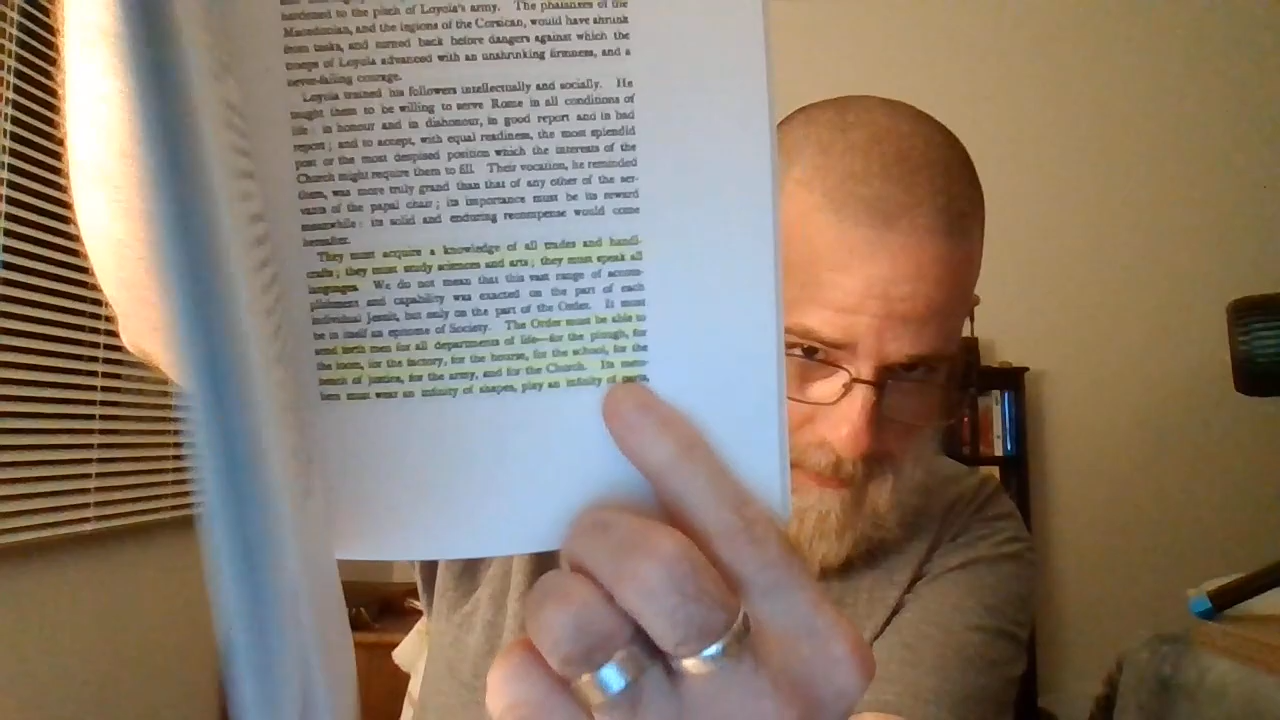 hardened to the pitch of Loyola's army. The phalanxes of the
Macedonian, and the legions of the Corsican, would have shrunk
from tasks, and turned back before dangers against which the
troops of Loyola advanced with an unshrinking firmness, and a
never-failing courage.
Loyola trained his followers intellectually and socially. He
taught them to be willing to serve Rome in all conditions of
life: in honour and in dishonour, in good report and in bad
report; and to accept, with equal readiness, the most splendid
post or the most despised position which the interests of the
Church might require them to fill. Their vocation, he reminded
them, was more truly grand than that of any other of the ser-
vants of the papal chair; its importance must be its reward
meanwhile: its solid and enduring recompense would come
hereafter.
They must acquire a knowledge of all trades and handi-
crafts; they must study sciences and arts; they must speak all
languages. We do not mean that this vast range of accom-
plishment and capability was exacted on the part of each
individual Jesuit, but only on the part of the Order. It must
be in itself an epitome of Society. The Order must be able to
send forth men for all departments of life—for the plough, for
the loom, for the factory, for the bourse, for the school, for the
bench of justice, for the army, and for the Church. Its mem-
bers must wear an infinity of shapes, play an infinity of